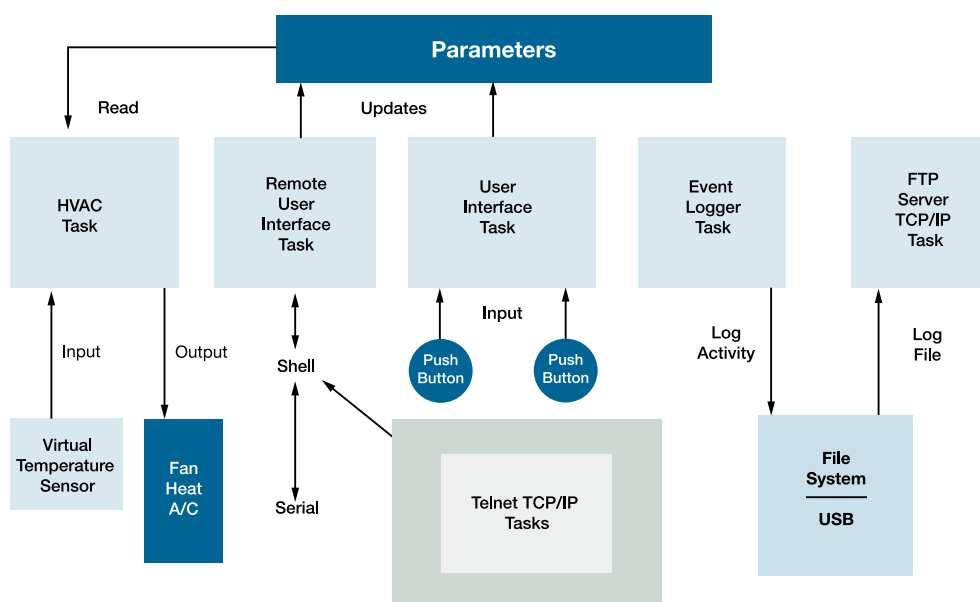 Parameters
Read
Updates
HVAC
Task
Remote
User
Interface
Task
User
Interface
Task
Event
Logger
Task
FTP
Server
TCP/IP
Task
Input
Output
Shell
Input
Push
Button
Push
Button
Log
Activity
Log
File
Virtual
Temperature
Sensor
Fan
Heat
A/C
Serial
Telnet TCP/IP
Tasks
File
System
USB